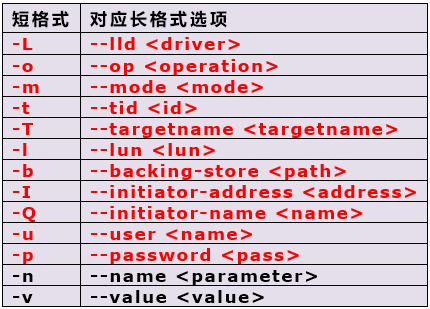 短格式 对应长格式选项
-L --lld <driver>
-o --op <operation>
-m --mode <mode>
-t --tid <id>
-T --targetname <targetname>
-l --lun <lun>
-b --backing-store <path>
-I --initiator-address <address>
-Q --initiator-name <name>
-u --user <name>
-p --password <pass>
-n --name <parameter>
-v --value <value>